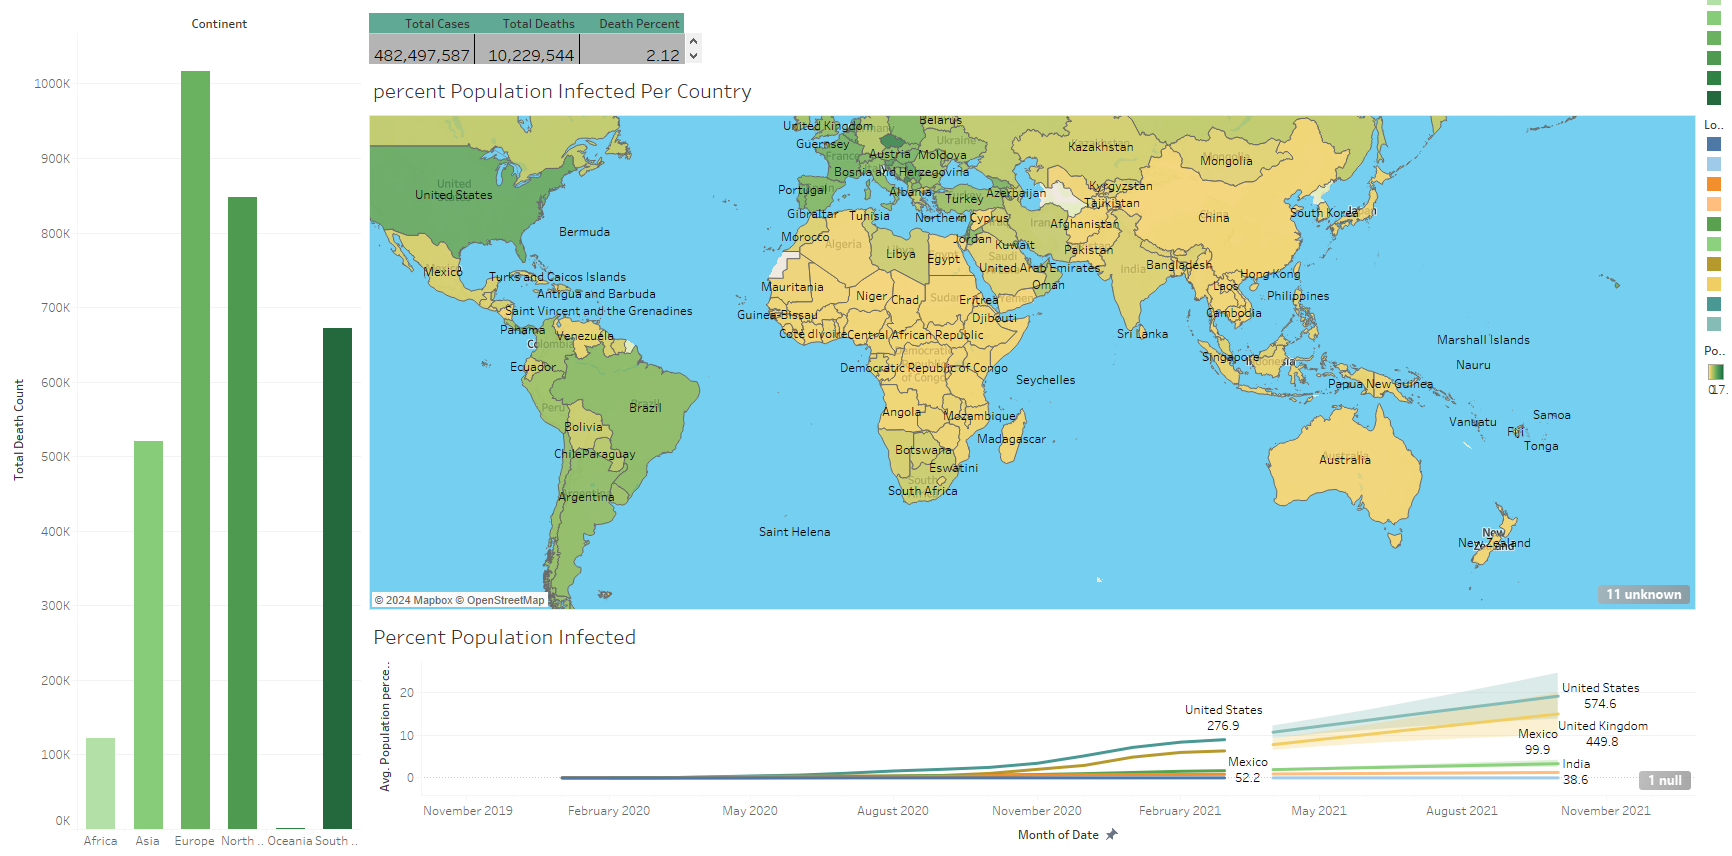 Continent
Total Death Count
1000K
900K
800K
700K
600K
500K
400K
300K
200K
100K
0K
Africa
Asia
Europe
North ..
Oceania
South ..
Total Cases
Total Deaths
Death Percent
482,497,587
10,229,544
2.12
percent Population Infected Per Country
United Kingdom
Belarus
Guernsey
Ukraine
France
Austria
Moldova
Kazakhstan
Mongolia
Bosnia and Herzegovina
United States
Portugal
Albania
Turkey
Azerbaijan
Kyrgyzstan
Tajikistan
Gibraltar
Tunisia
Northern Cyprus
Iran
Afghanistan
China
South Korea
Japan
Bermuda
Morocco
Algeria
Jordan
Kuwait
Pakistan
Libya
Egypt
Saudi
United Arab Emirates
India
Bangladesh
Hong Kong
Mexico
Turks and Caicos Islands
Mauritania
Oman
Laos
Antigua and Barbuda
Niger
Chad
Sudan
Eritrea
Yemen
Philippines
Saint Vincent and the Grenadines
Guinea-Bissau
Djibouti
Cambodia
Panama
Venezuela
Cote dIvoire
Central African Republic
Sri Lanka
Colombia
Marshall Islands
Democratic
Singapore
Indonesia
Ecuador
Democratic Republic of Congo
of Congo
Nauru
Seychelles
Papua New Guinea
Peru
Brazil
Angola
Mozambique
Samoa
Bolivia
Vanuatu
Fiji
Madagascar
Tonga
Chile
Paraguay
Botswana
Australia
Eswatini
South
South Africa
Argentina
Saint Helena
New
New Zealand
© 2024 Mapbox © OpenStreetMap
11 unknown
Percent Population Infected
Avg. Population perce..
20
10
0
United States
276.9
Mexico
52.2
United States
574.6
United Kingdom
449.8
Mexico
99.9
India
38.6
1 null
November 2019
February 2020
May 2020
August 2020
November 2020
February 2021
May 2021
August 2021
November 2021
Month of Date
Lo..
Po..